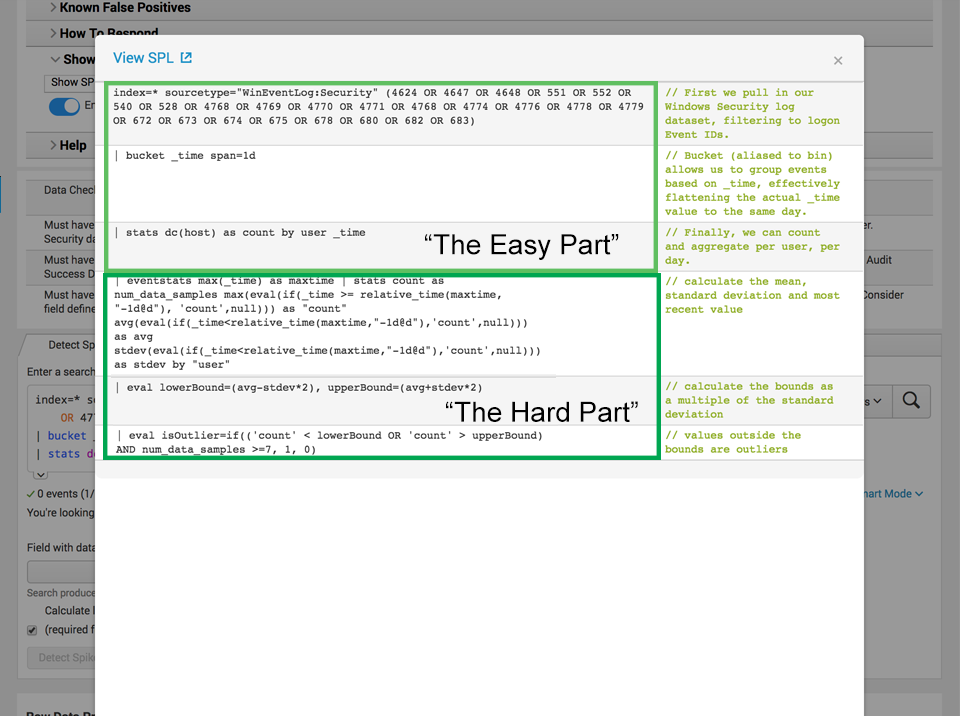 Known False Positives
How To Respond
View SPL
×
Show
Show SP
En
Help
index=* sourcetype="WinEventLog:Security" (4624 OR 4647 OR 4648 OR 551 OR 552 OR
540 OR 528 OR 4768 OR 4769 OR 4770 OR 4771 OR 4768 OR 4774 OR 4776 OR 4778 OR 4779
OR 672 OR 673 OR 674 OR 675 OR 678 OR 680 OR 682 OR 683)
// First we pull in our
Windows Security log
dataset, filtering to logon
Event IDs.
| bucket _time span=1d
// Bucket (aliased to bin)
allows us to group events
based on _time, effectively
flattening the actual _time
value to the same day.
| stats dc(host) as count by user _time
“The Easy Part”
// Finally, we can count
and aggregate per user, per
day.
| eventstats max(_time) as maxtime | stats count as
num_data_samples max(eval(if(_time >= relative_time(maxtime,
"-1d@d"), 'count',null))) as "count"
avg(eval(if(_time<relative_time(maxtime,"-1d@d"),'count',null)))
as avg
stdev(eval(if(_time<relative_time(maxtime,"-1d@d"),'count',null)))
as stdev by "user"
// calculate the mean,
standard deviation and most
recent value
| eval lowerBound=(avg-stdev*2), upperBound=(avg+stdev*2)
“The Hard Part”
// calculate the bounds as
a multiple of the standard
deviation
| eval isOutlier=if(('count' < lowerBound OR 'count' > upperBound)
AND num_data_samples >=7, 1, 0)
// values outside the
bounds are outliers
Data Chec
Must have
er.
Security da
Must have
Audit
Success D
Must have
Consider
field define
Detect Spi
Enter a search
index=* s
OR 47
s
| bucket
| stats d
0 events (1/
mart Mode
You're looking
Field with data
Search produce
Calculate
(required f
Detect Spike
Raw Data Pr